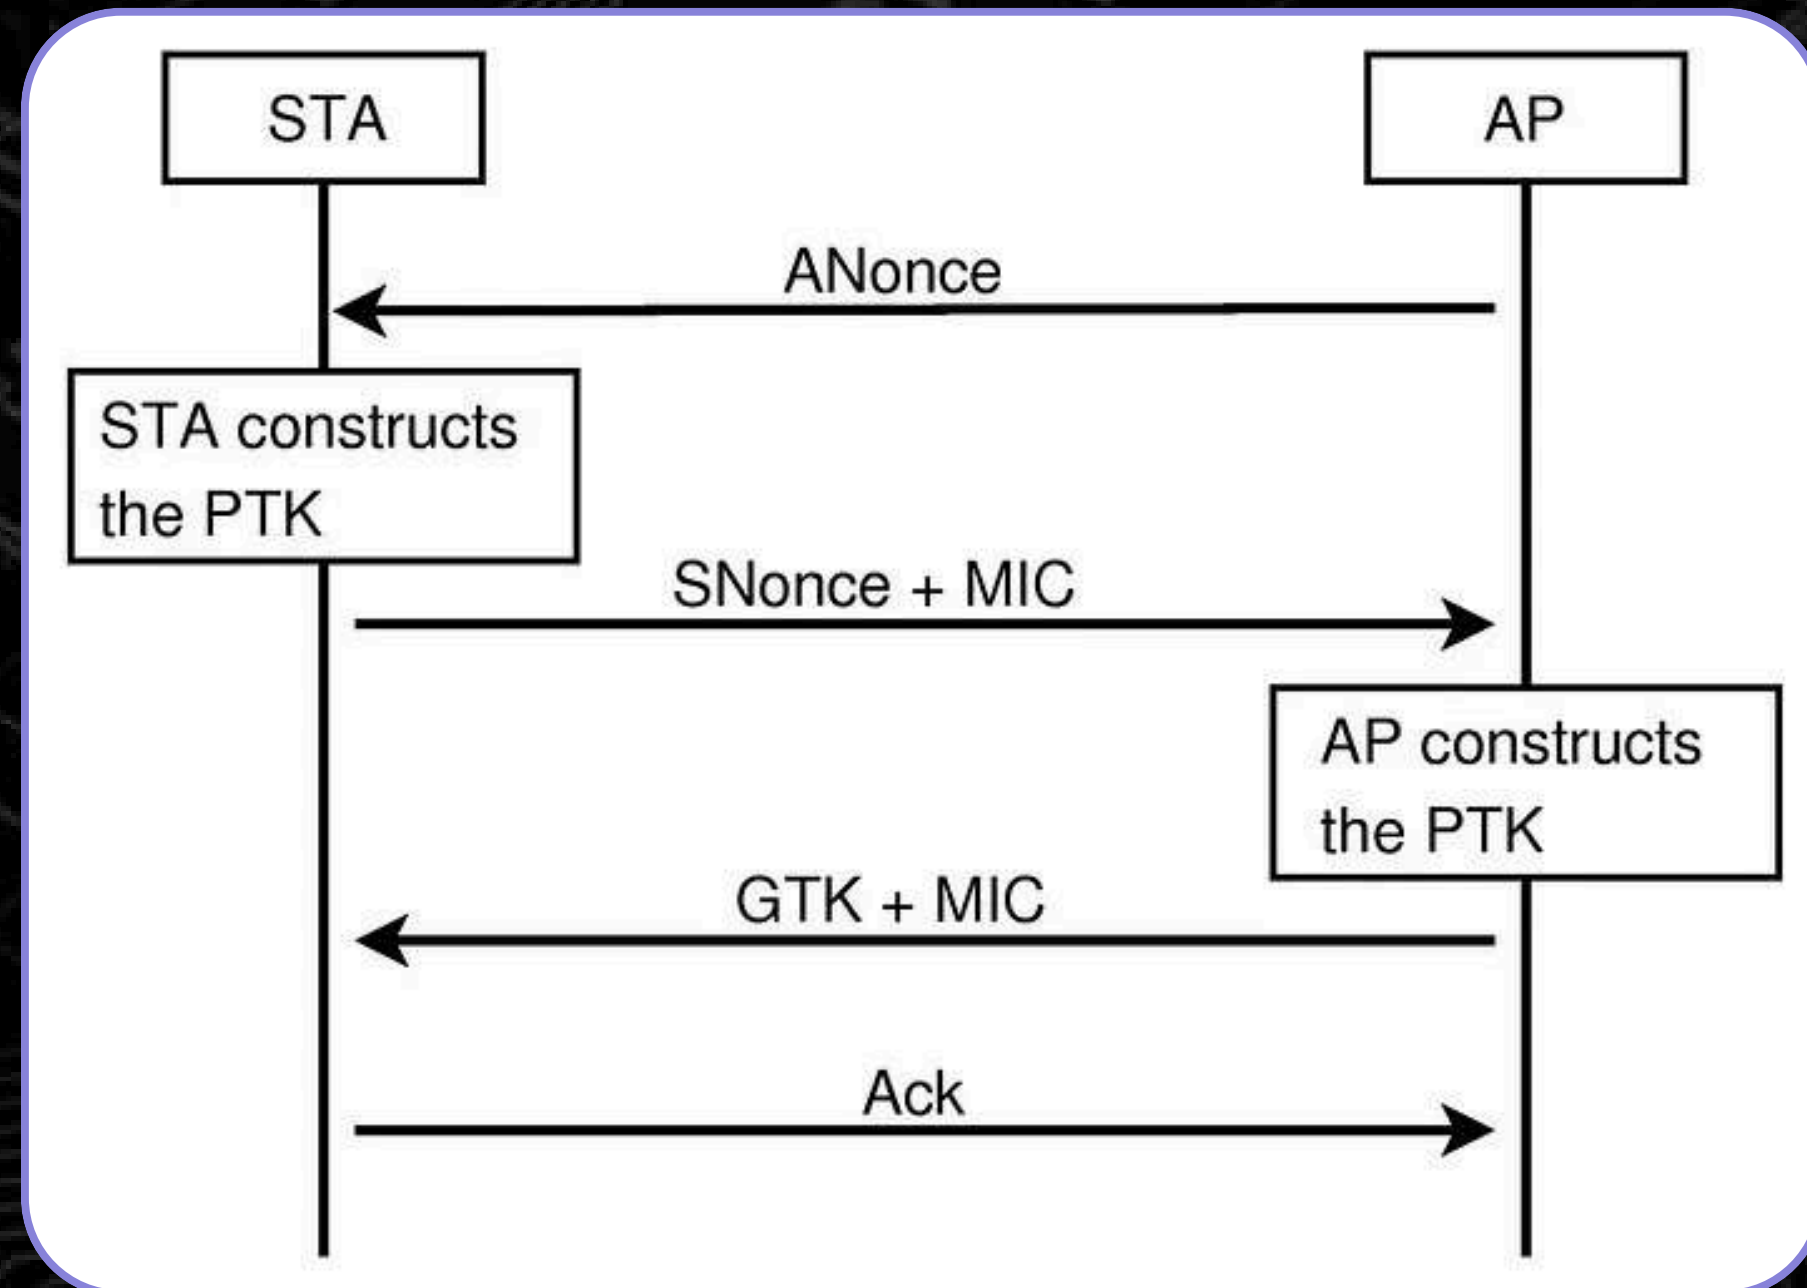 STA
AP
ANonce
STA constructs
the PTK
SNonce + MIC
AP constructs
the PTK
GTK + MIC
Ack